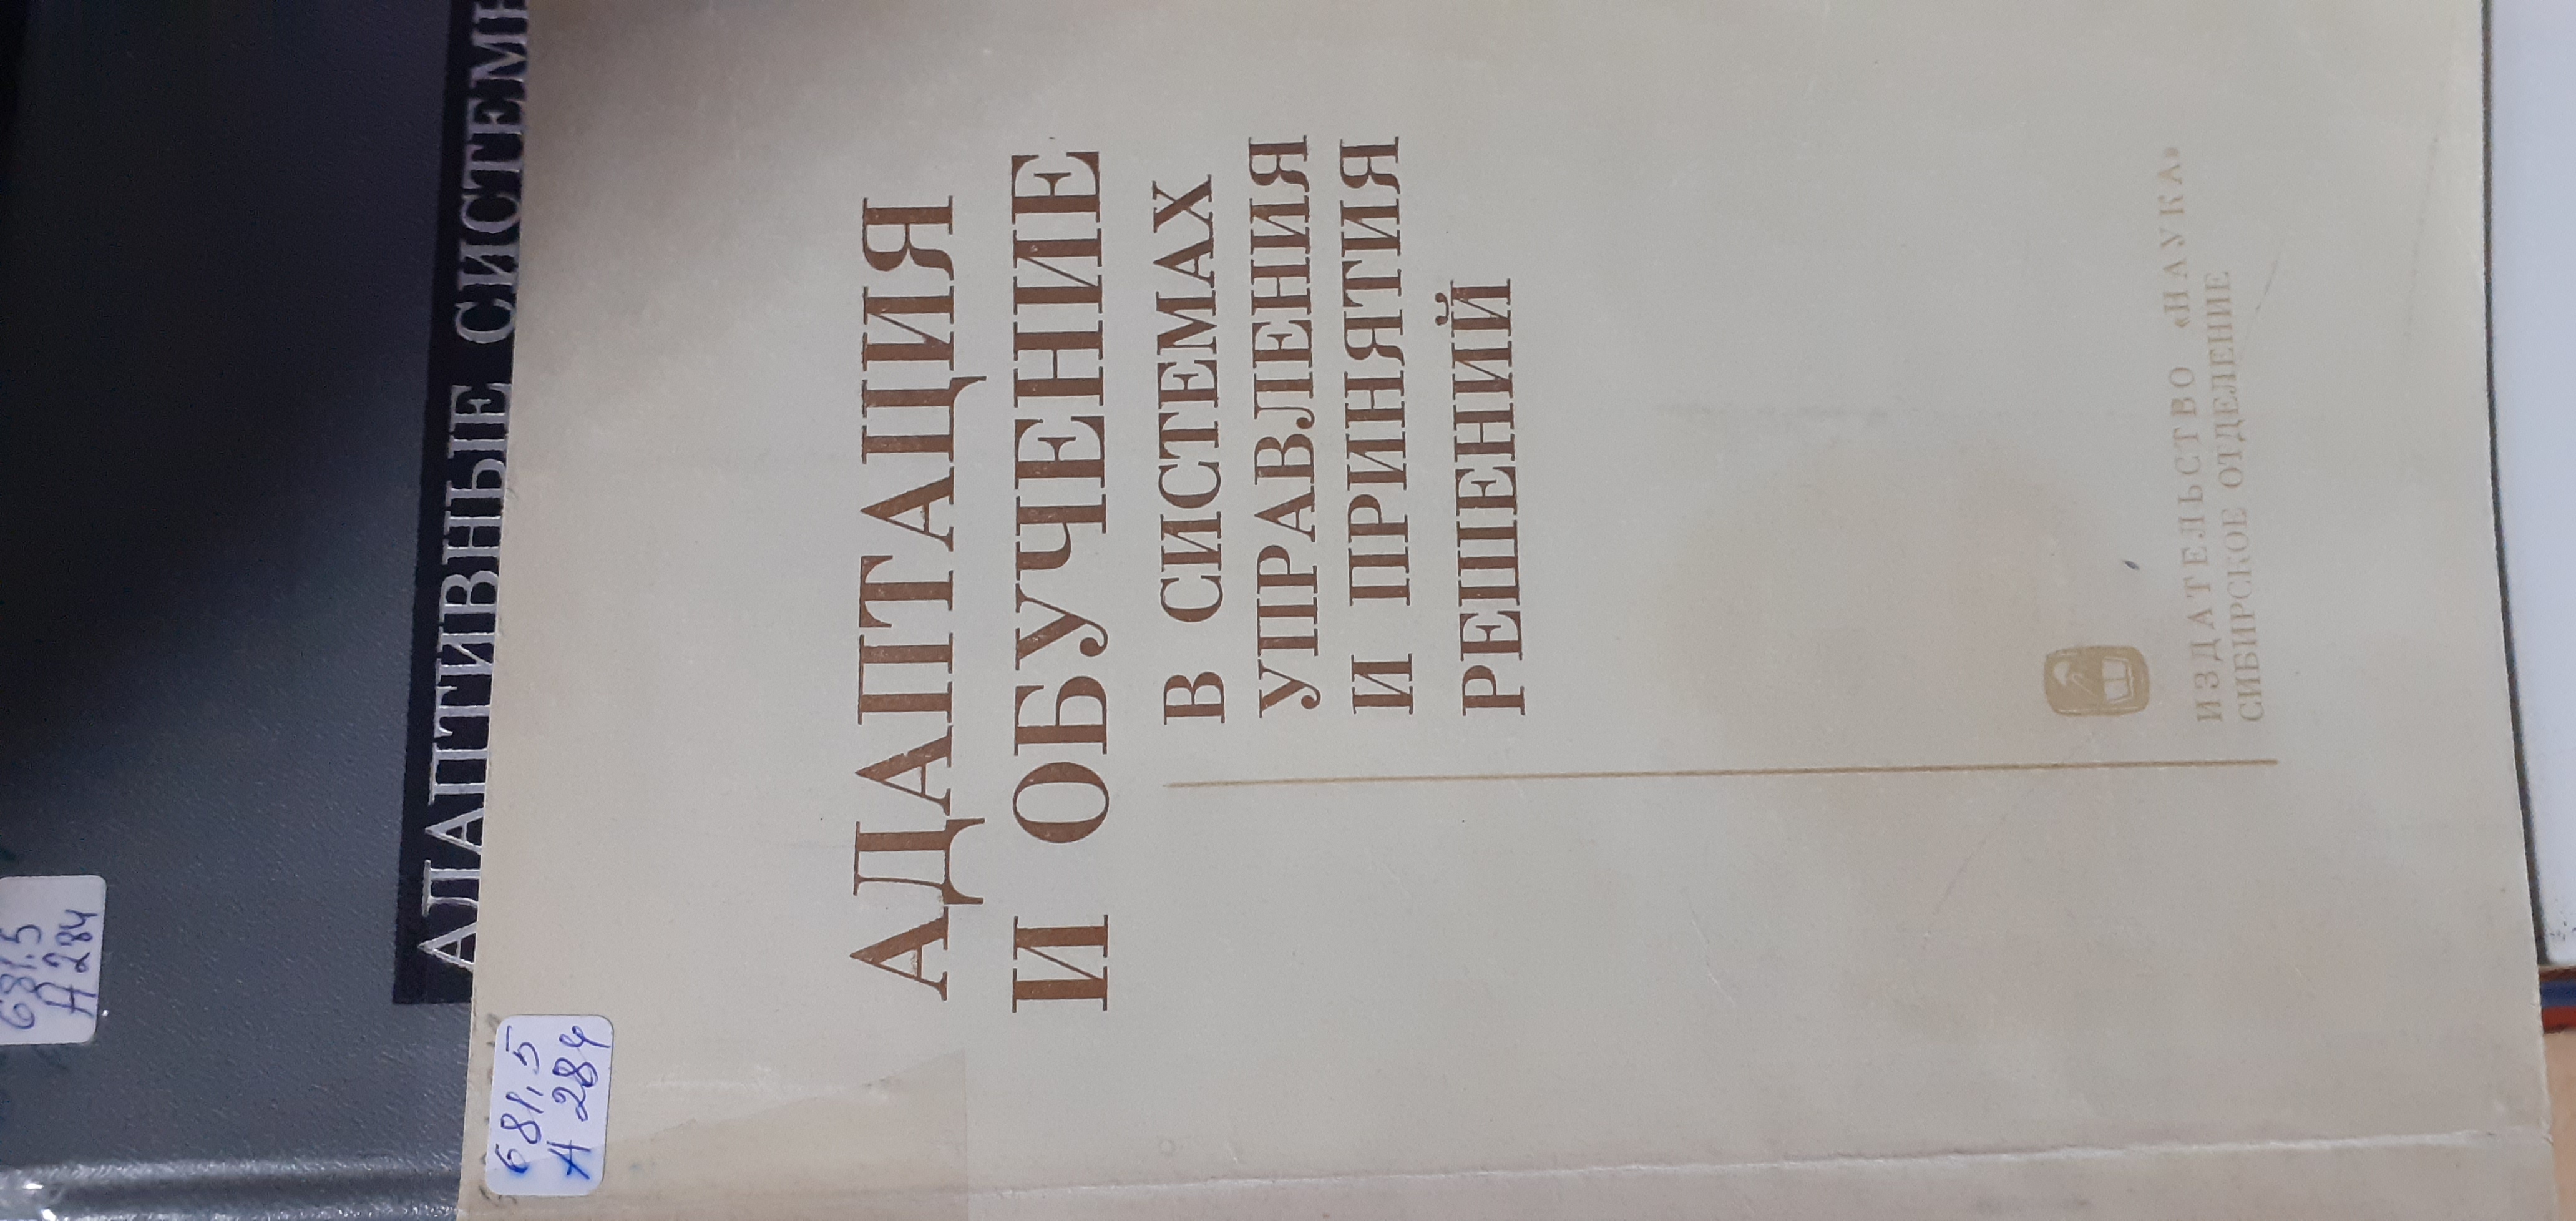 681.5
А 284
АДАПТИВНЫЕ СИСТЕМ
681.5
А 284
АДАПТАЦИЯ
И ОБУЧЕНИЕ
В СИСТЕМАХ
УПРАВЛЕНИЯ
И ПРИНЯТИЯ
РЕШЕНИЙ
ИЗДАТЕЛЬСТВО «НАУКА»
СИБИРСКОЕ ОТДЕЛЕНИЕ